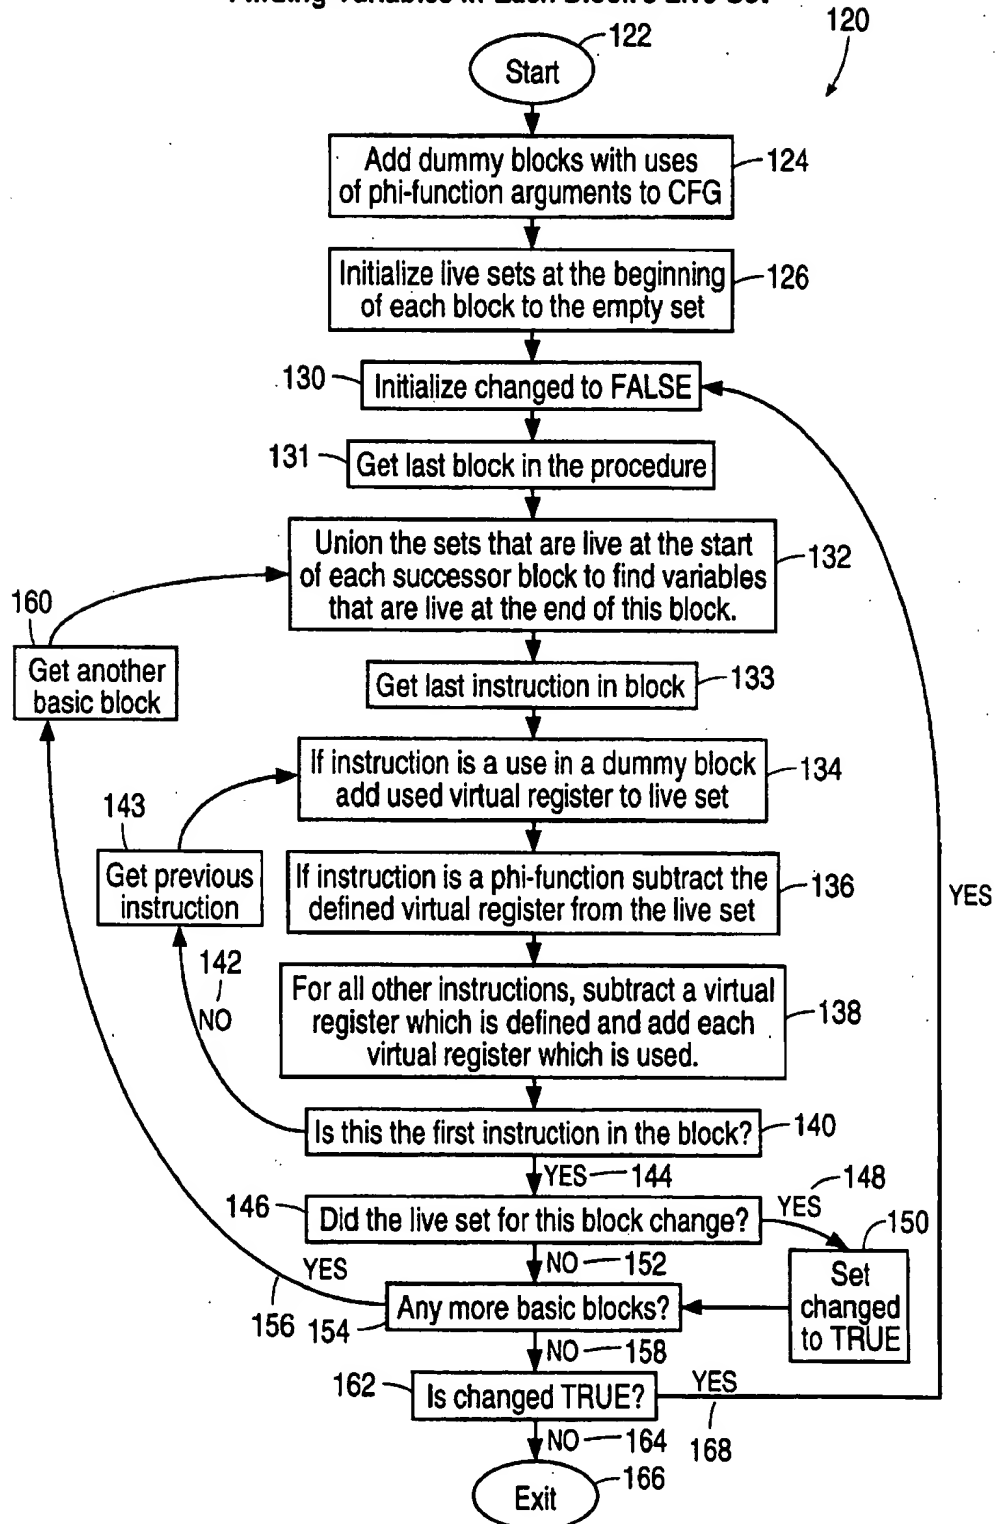 Finding Variables in Each Block's Live Set
120
122
Start
Add dummy blocks with uses
of phi-function arguments to CFG
124
Initialize live sets at the beginning
of each block to the empty set
126
130
Initialize changed to FALSE
131
Get last block in the procedure
Union the sets that are live at the start
of each successor block to find variables
that are live at the end of this block.
132
160
Get another
basic block
Get last instruction in block
133
If instruction is a use in a dummy block
add used virtual register to live set
134
143
Get previous
instruction
If instruction is a phi-function subtract the
defined virtual register from the live set
136
YES
142
NO
For all other instructions, subtract a virtual
register which is defined and add each
virtual register which is used.
138
Is this the first instruction in the block?
140
YES
144
146
Did the live set for this block change?
YES
148
150
Set
changed
to TRUE
NO
152
YES
156
154
Any more basic blocks?
NO
158
162
Is changed TRUE?
YES
168
NO
164
166
Exit